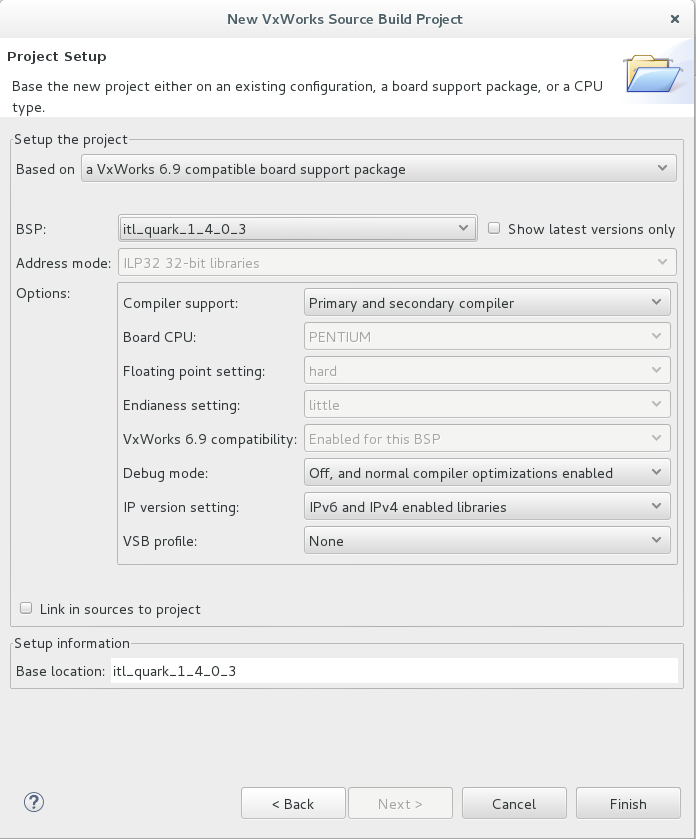 New VxWorks Source Build Project
Project Setup
Base the new project either on an existing configuration, a board support package, or a CPU
type.
Setup the project
Based on a VxWorks 6.9 compatible board support package
BSP: itl_quark_1_4_0_3 Show latest versions only
Address mode: ILP32 32-bit libraries
Options:
Compiler support: Primary and secondary compiler
Board CPU: PENTIUM
Floating point setting: hard
Endianess setting: little
VxWorks 6.9 compatibility: Enabled for this BSP
Debug mode: Off, and normal compiler optimizations enabled
IP version setting: IPv6 and IPv4 enabled libraries
VSB profile: None
Link in sources to project
Setup information
Base location: itl_quark_1_4_0_3
? < Back Next > Cancel Finish